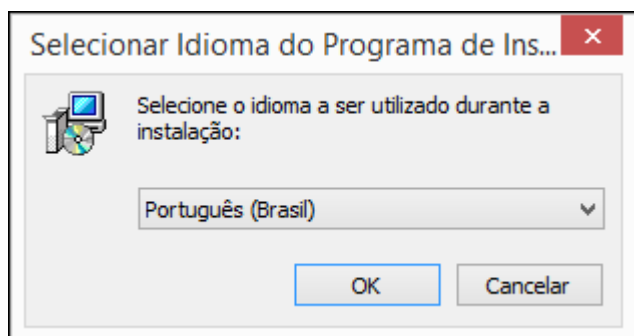 Selecionar Idioma do Programa de Ins...
Selecione o idioma a ser utilizado durante a
instalação:
Português (Brasil)
OK Cancelar